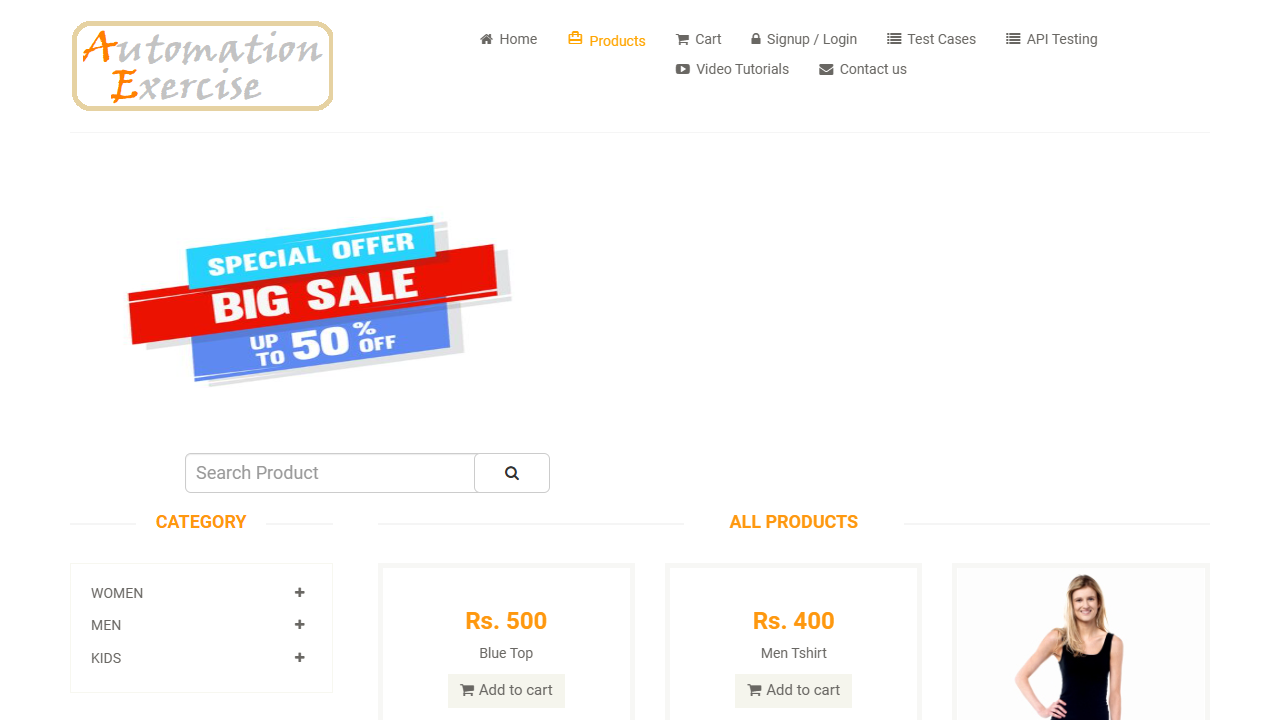 Automation
Exercise
Home
Products
Cart
Signup / Login
Test Cases
API Testing
Video Tutorials
Contact us
SPECIAL OFFER
BIG SALE
UP TO 50% OFF
Search Product
CATEGORY
ALL PRODUCTS
WOMEN
MEN
KIDS
Rs. 500
Blue Top
Add to cart
Rs. 400
Men Tshirt
Add to cart